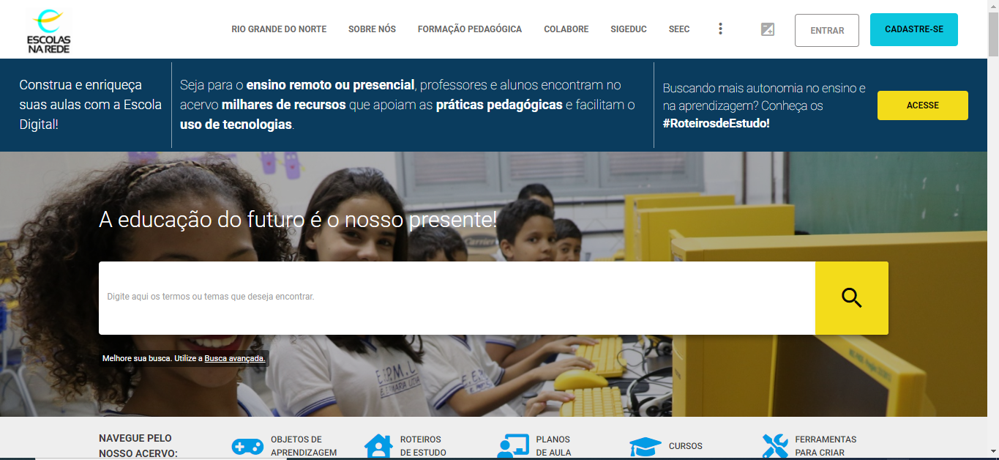 ESCOLAS
NA REDE
RIO GRANDE DO NORTE
SOBRE NÓS
FORMAÇÃO PEDAGÓGICA
COLABORE
SIGEDUC
SEEC
ENTRAR
CADASTRE-SE
Construa e enriqueça
suas aulas com a Escola
Digital!
Seja para o ensino remoto ou presencial, professores e alunos encontram no
acervo milhares de recursos que apoiam as práticas pedagógicas e facilitam o
uso de tecnologias.
Buscando mais autonomia no ensino e
na aprendizagem? Conheça os
#RoteirosdeEstudo!
ACESSE
A educação do futuro é o nosso presente!
Digite aqui os termos ou temas que deseja encontrar.
Melhore sua busca. Utilize a Busca avançada.
NAVEGUE PELO
NOSSO ACERVO:
OBJETOS DE
APRENDIZAGEM
ROTEIROS
DE ESTUDO
PLANOS
DE AULA
CURSOS
FERRAMENTAS
PARA CRIAR